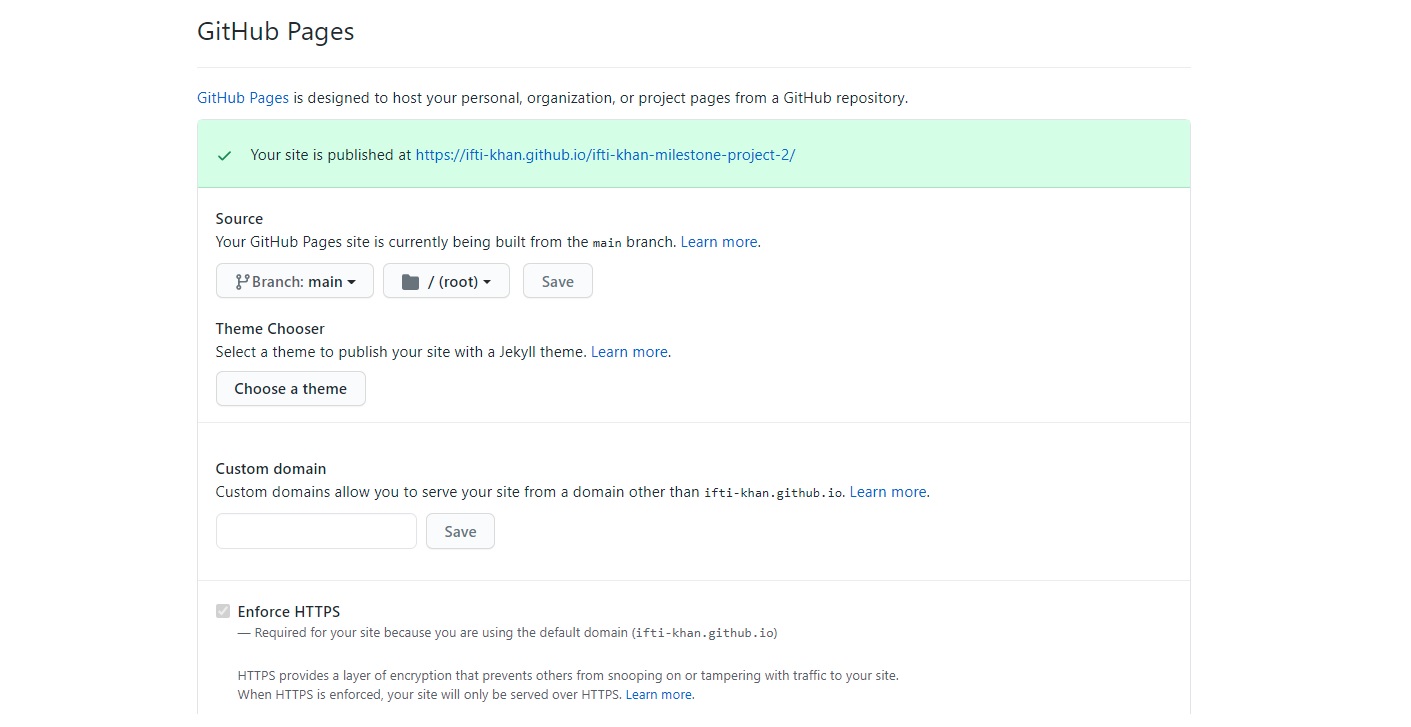 GitHub Pages
GitHub Pages is designed to host your personal, organization, or project pages from a GitHub repository.
Your site is published at https://ifti-khan.github.io/ifti-khan-milestone-project-2/
Source
Your GitHub Pages site is currently being built from the main branch. Learn more.
Branch: main / (root) Save
Theme Chooser
Select a theme to publish your site with a Jekyll theme. Learn more.
Choose a theme
Custom domain
Custom domains allow you to serve your site from a domain other than ifti-khan.github.io. Learn more.
Save
Enforce HTTPS
— Required for your site because you are using the default domain (ifti-khan.github.io)
HTTPS provides a layer of encryption that prevents others from snooping on or tampering with traffic to your site.
When HTTPS is enforced, your site will only be served over HTTPS. Learn more.